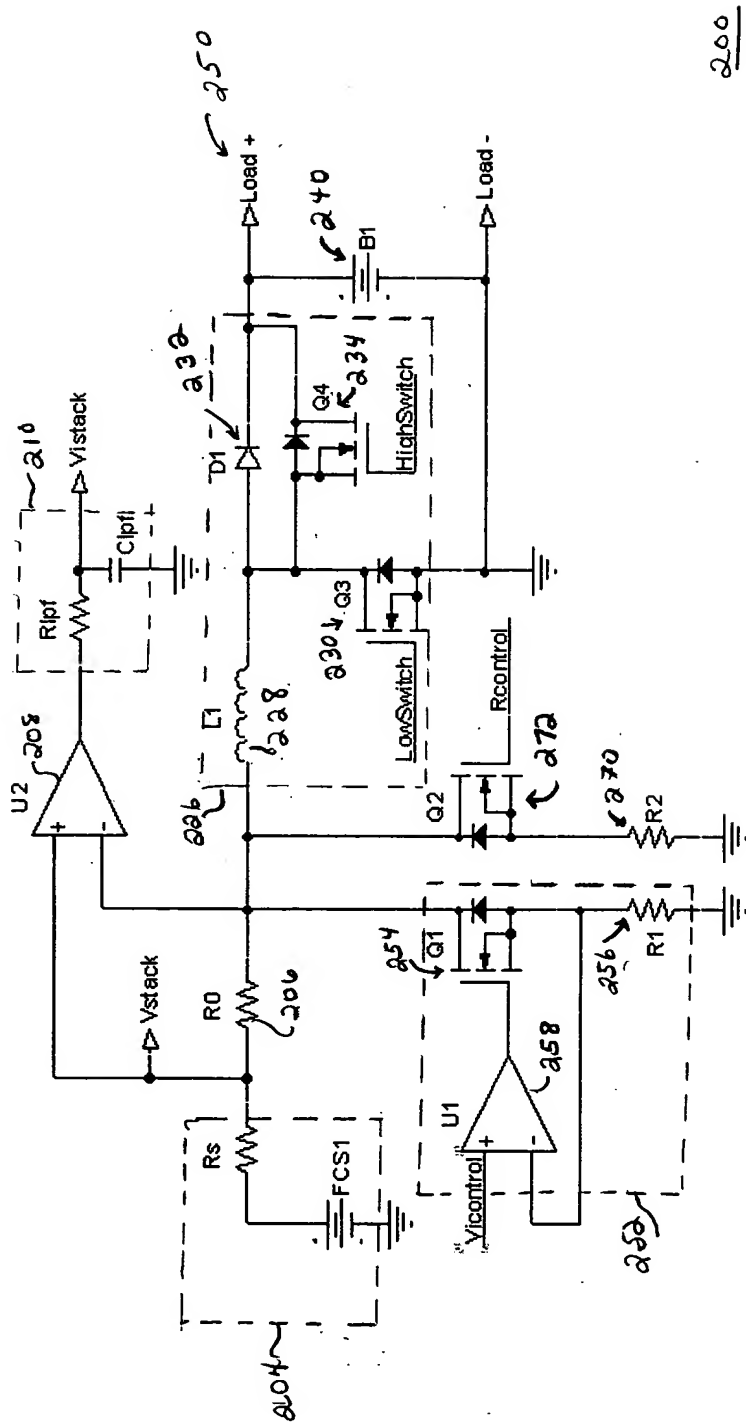 210
U2
208
Rlpf
Vistack
Clpfl
Vstack
204
Rs
FCS1
R0
206
226
L1
228
D1
232
Q4
234
HighSwitch
Q3
230
LowSwitch
250
Load +
240
B1
Load -
252
Vicontrol
U1
+
-
258
254
Q1
256
R1
Q2
Rcontrol
272
270
R2
200